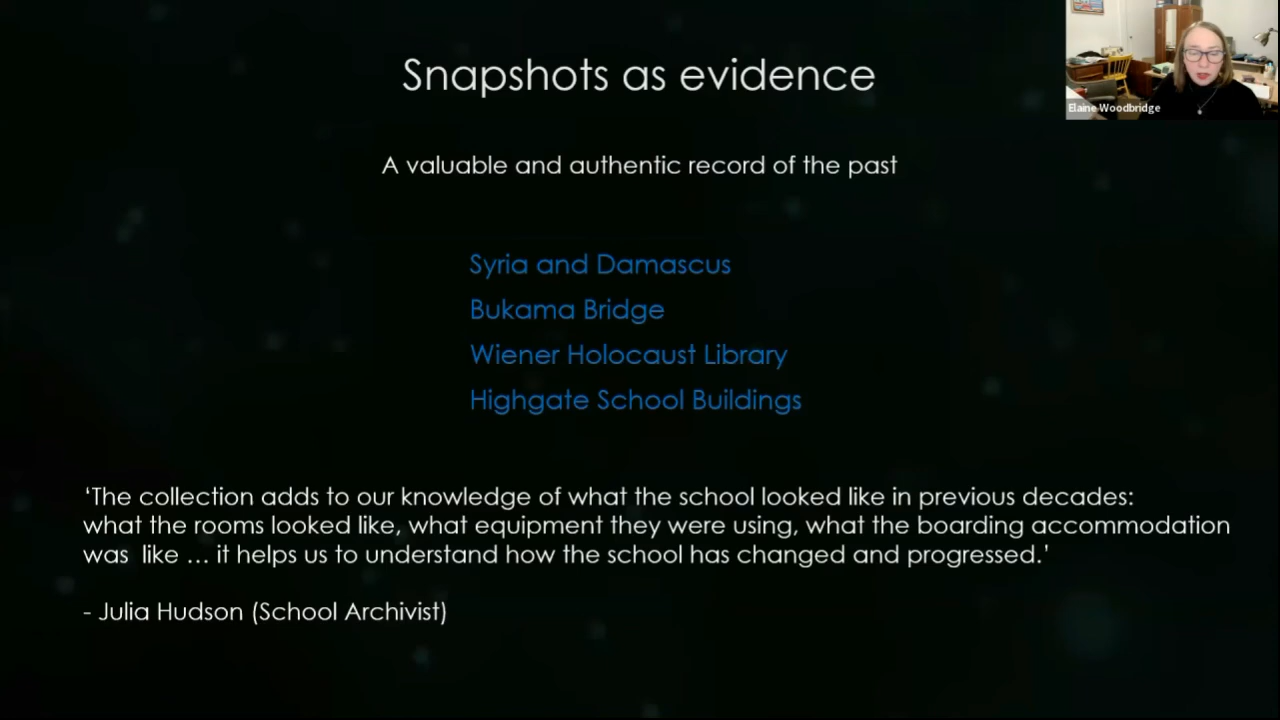 Snapshots as evidence
Elaine Woodbridge
A valuable and authentic record of the past
Syria and Damascus
Bukama Bridge
Wiener Holocaust Library
Highgate School Buildings
‘The collection adds to our knowledge of what the school looked like in previous decades:
what the rooms looked like, what equipment they were using, what the boarding accommodation
was  like … it helps us to understand how the school has changed and progressed.’
- Julia Hudson (School Archivist)